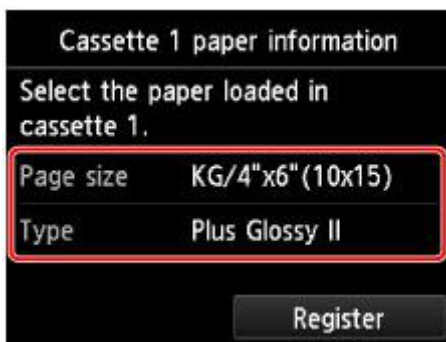 Cassette 1 paper information
Select the paper loaded in
cassette 1.
Page size KG/4"x6"(10x15)
Type Plus Glossy II
Register